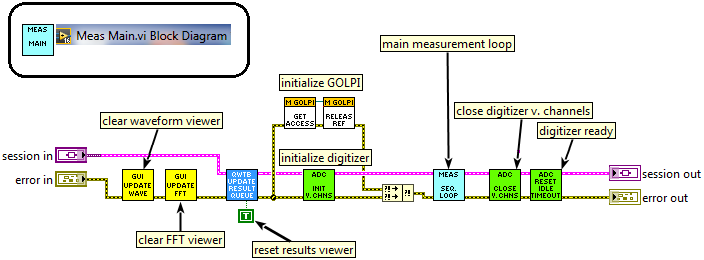 MEAS
MAIN
Meas Main.vi Block Diagram
main measurement loop
initialize GOLPI
M GOLPI
GET
ACCESS
M GOLPI
RELEAS
REF
clear waveform viewer
close digitizer v. channels
digitizer ready
session in
error in
GUI
UPDATE
WAVE
GUI
UPDATE
FFT
QWTB
UPDATE
RESULT
QUEUE
initialize digitizer
ADC
INIT
V. CHNS
MEAS
SEQ.
LOOP
ADC
CLOSE
V. CHNS
ADC
RESET
IDLE
TIMEOUT
session out
error out
?!
?!
?!
T
clear FFT viewer
reset results viewer